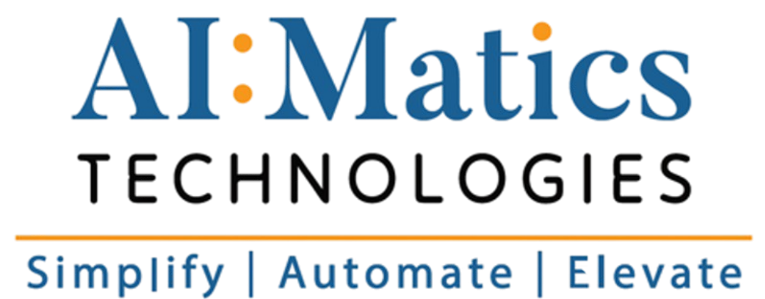 AI:Matics
TECHNOLOGIES
Simplify | Automate | Elevate